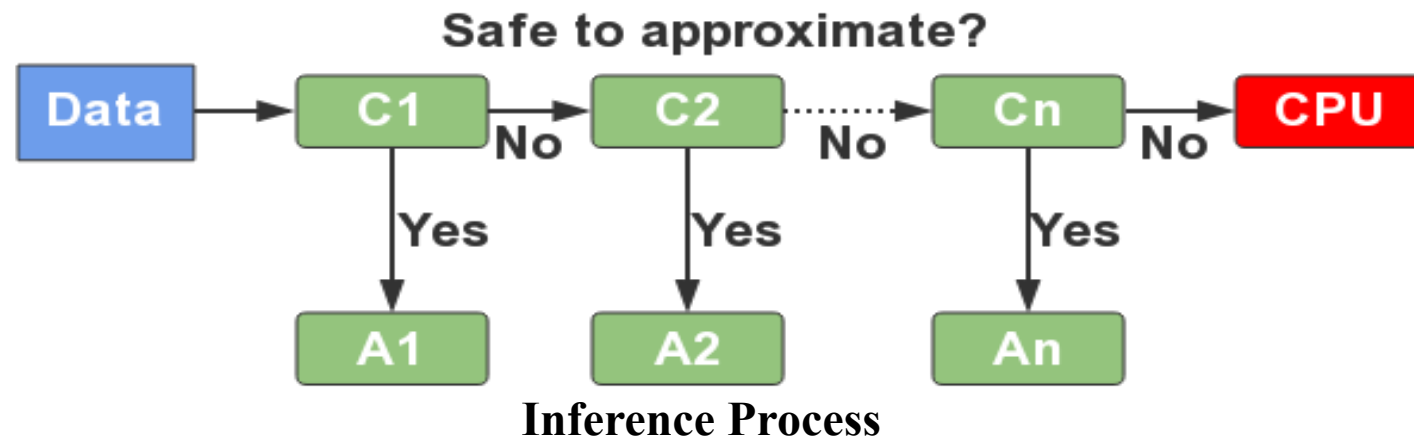 Safe to approximate?
Data C1 C2 Cn CPU
No No No
Yes Yes Yes
A1 A2 An
Inference Process